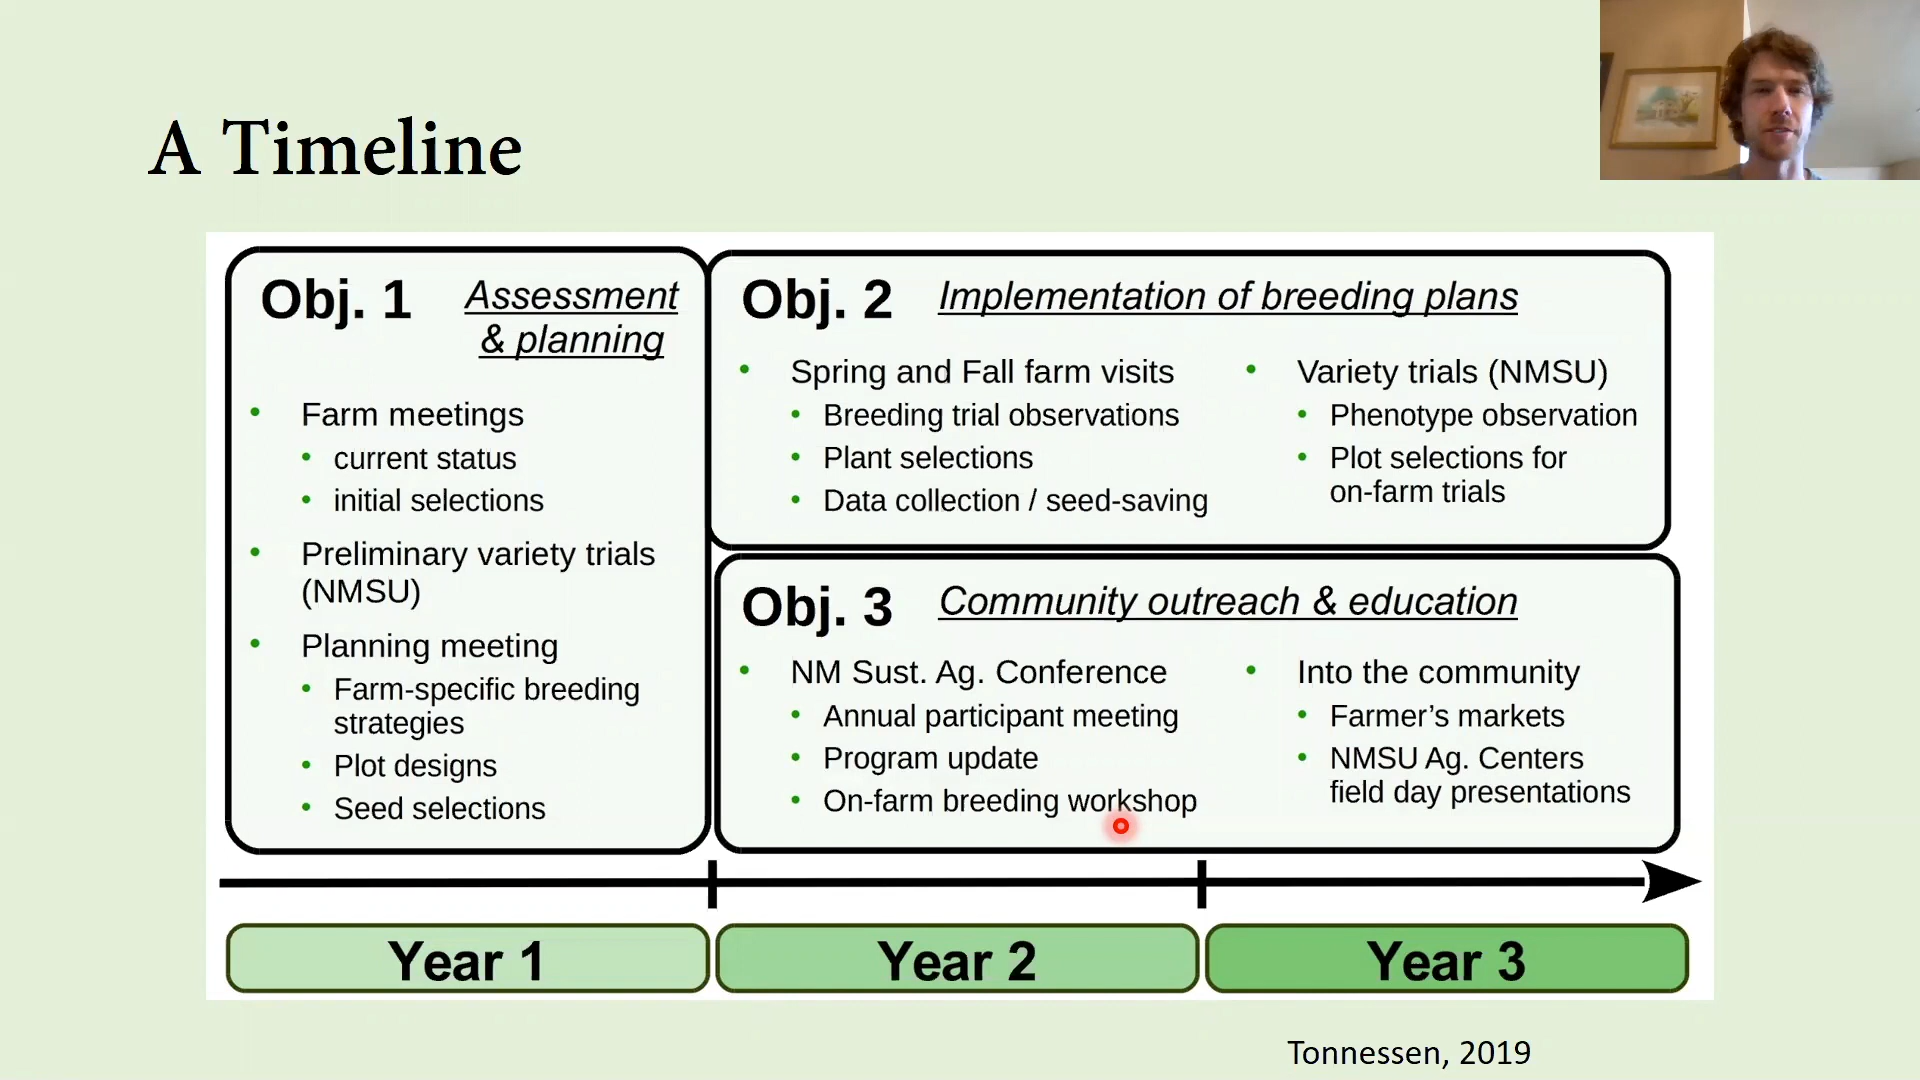 A Timeline
Obj. 1
Assessment
& planning
• Farm meetings
• current status
• initial selections
• Preliminary variety trials
(NMSU)
• Planning meeting
• Farm-specific breeding
strategies
• Plot designs
• Seed selections
Obj. 2
Implementation of breeding plans
• Spring and Fall farm visits
• Breeding trial observations
• Plant selections
• Data collection / seed-saving
• Variety trials (NMSU)
• Phenotype observation
• Plot selections for
on-farm trials
Obj. 3
Community outreach & education
• NM Sust. Ag. Conference
• Annual participant meeting
• Program update
• On-farm breeding workshop
• Into the community
• Farmer’s markets
• NMSU Ag. Centers
field day presentations
Year 1
Year 2
Year 3
Tonnessen, 2019